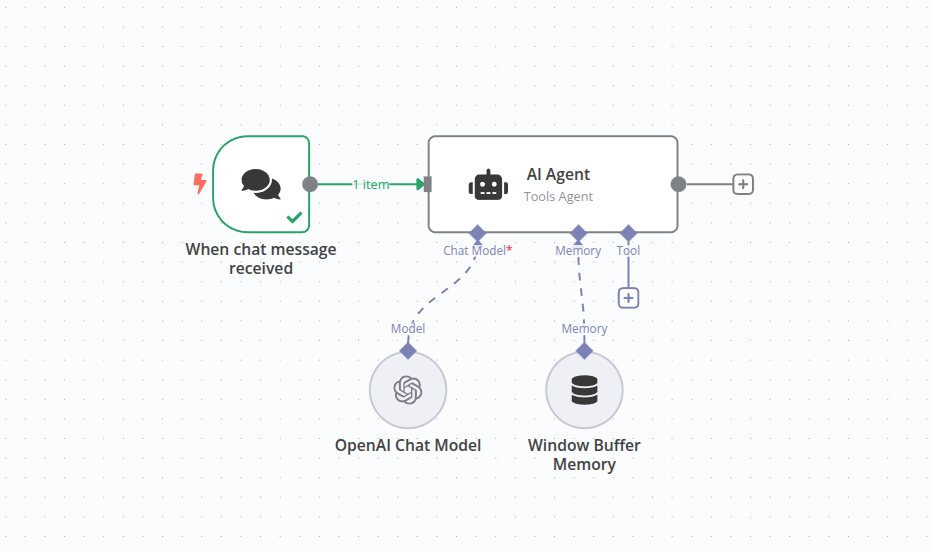 1 item
AI Agent
Tools Agent
When chat message
received
Chat Model*
Memory
Tool
Model
Memory
OpenAI Chat Model
Window Buffer
Memory